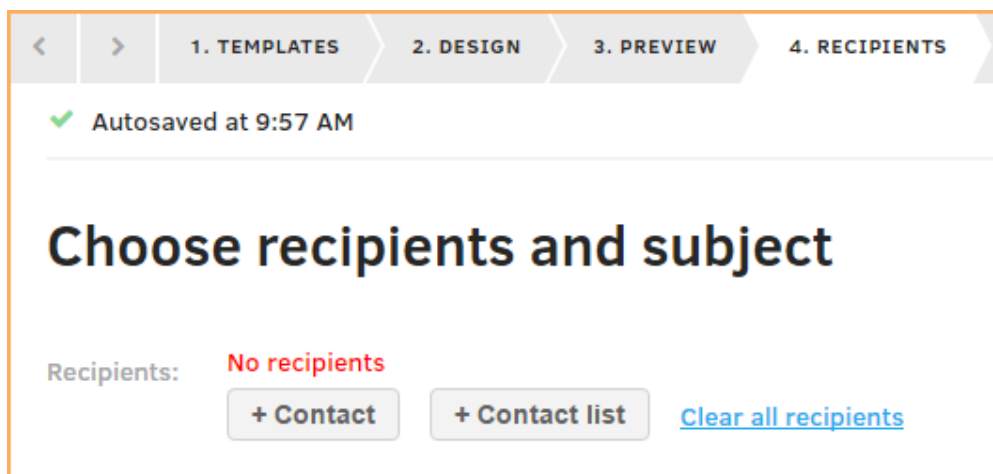 1. TEMPLATES 2. DESIGN 3. PREVIEW 4. RECIPIENTS
Autosaved at 9:57 AM
Choose recipients and subject
Recipients: No recipients
+ Contact + Contact list Clear all recipients